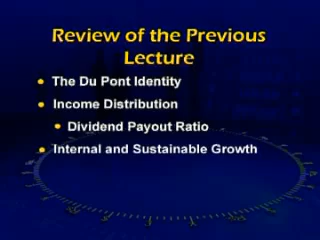 Review of the Previous
Lecture
The Du Pont Identity
Income Distribution
Dividend Payout Ratio
Internal and Sustainable Growth